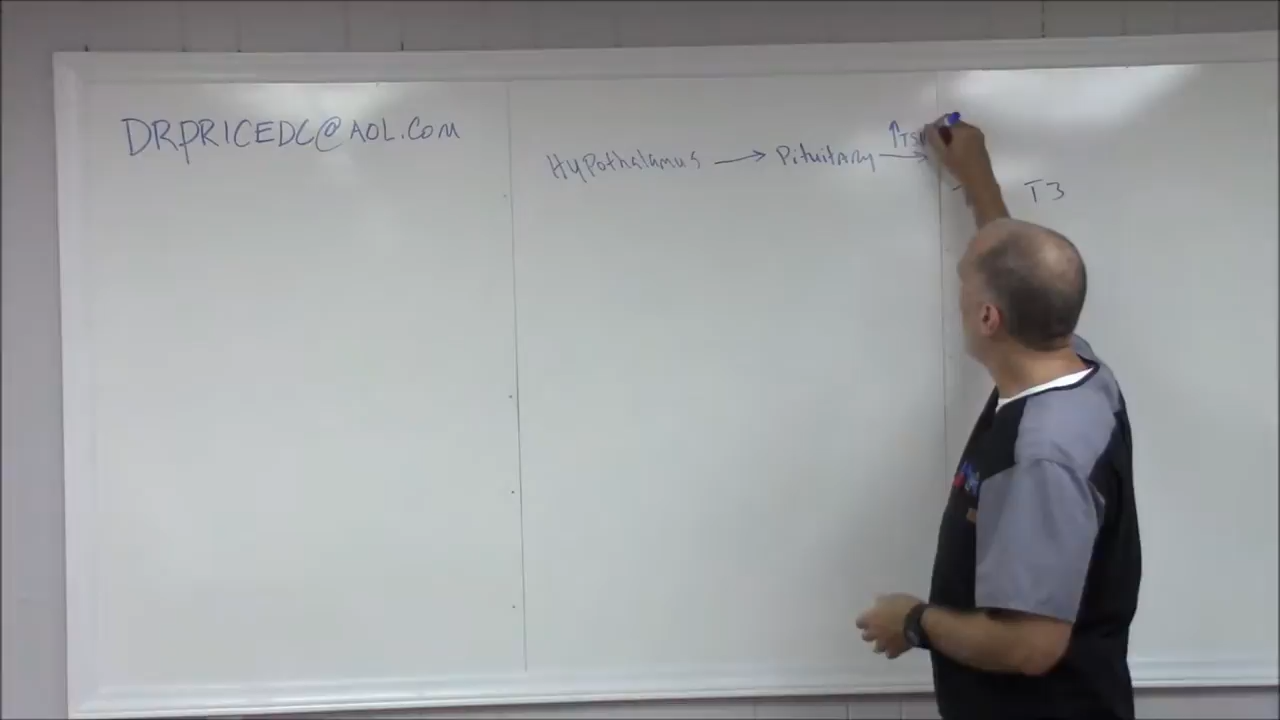 DRPRICEDC@AOL.COM
Hypothalamus → Pituitary ↑TSH →
T3